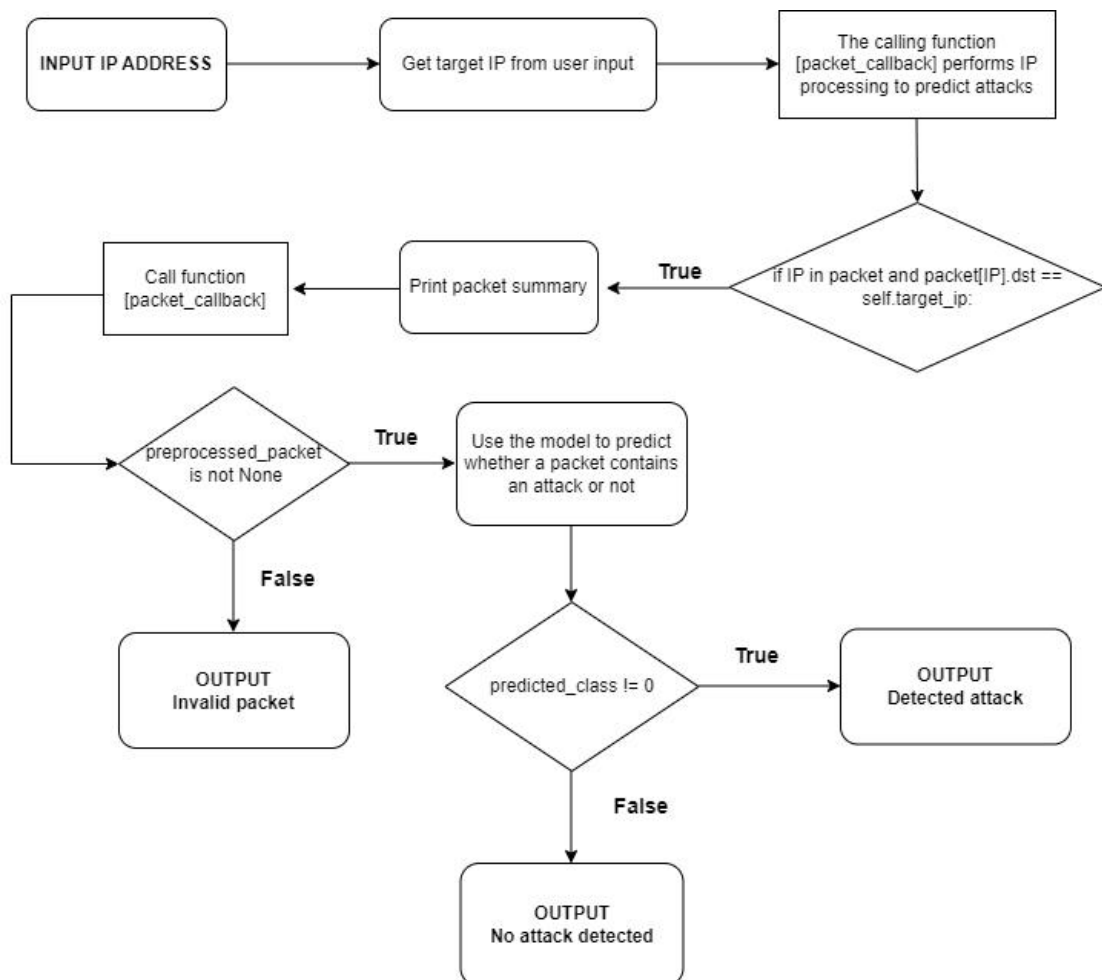 INPUT IP ADDRESS
Get target IP from user input
The calling function
[packet_callback] performs IP
processing to predict attacks
if IP in packet and packet[IP].dst ==
self.target_ip:
True
Print packet summary
Call function
[packet_callback]
preprocessed_packet
is not None
True
Use the model to predict
whether a packet contains
an attack or not
False
OUTPUT
Invalid packet
predicted_class != 0
True
OUTPUT
Detected attack
False
OUTPUT
No attack detected